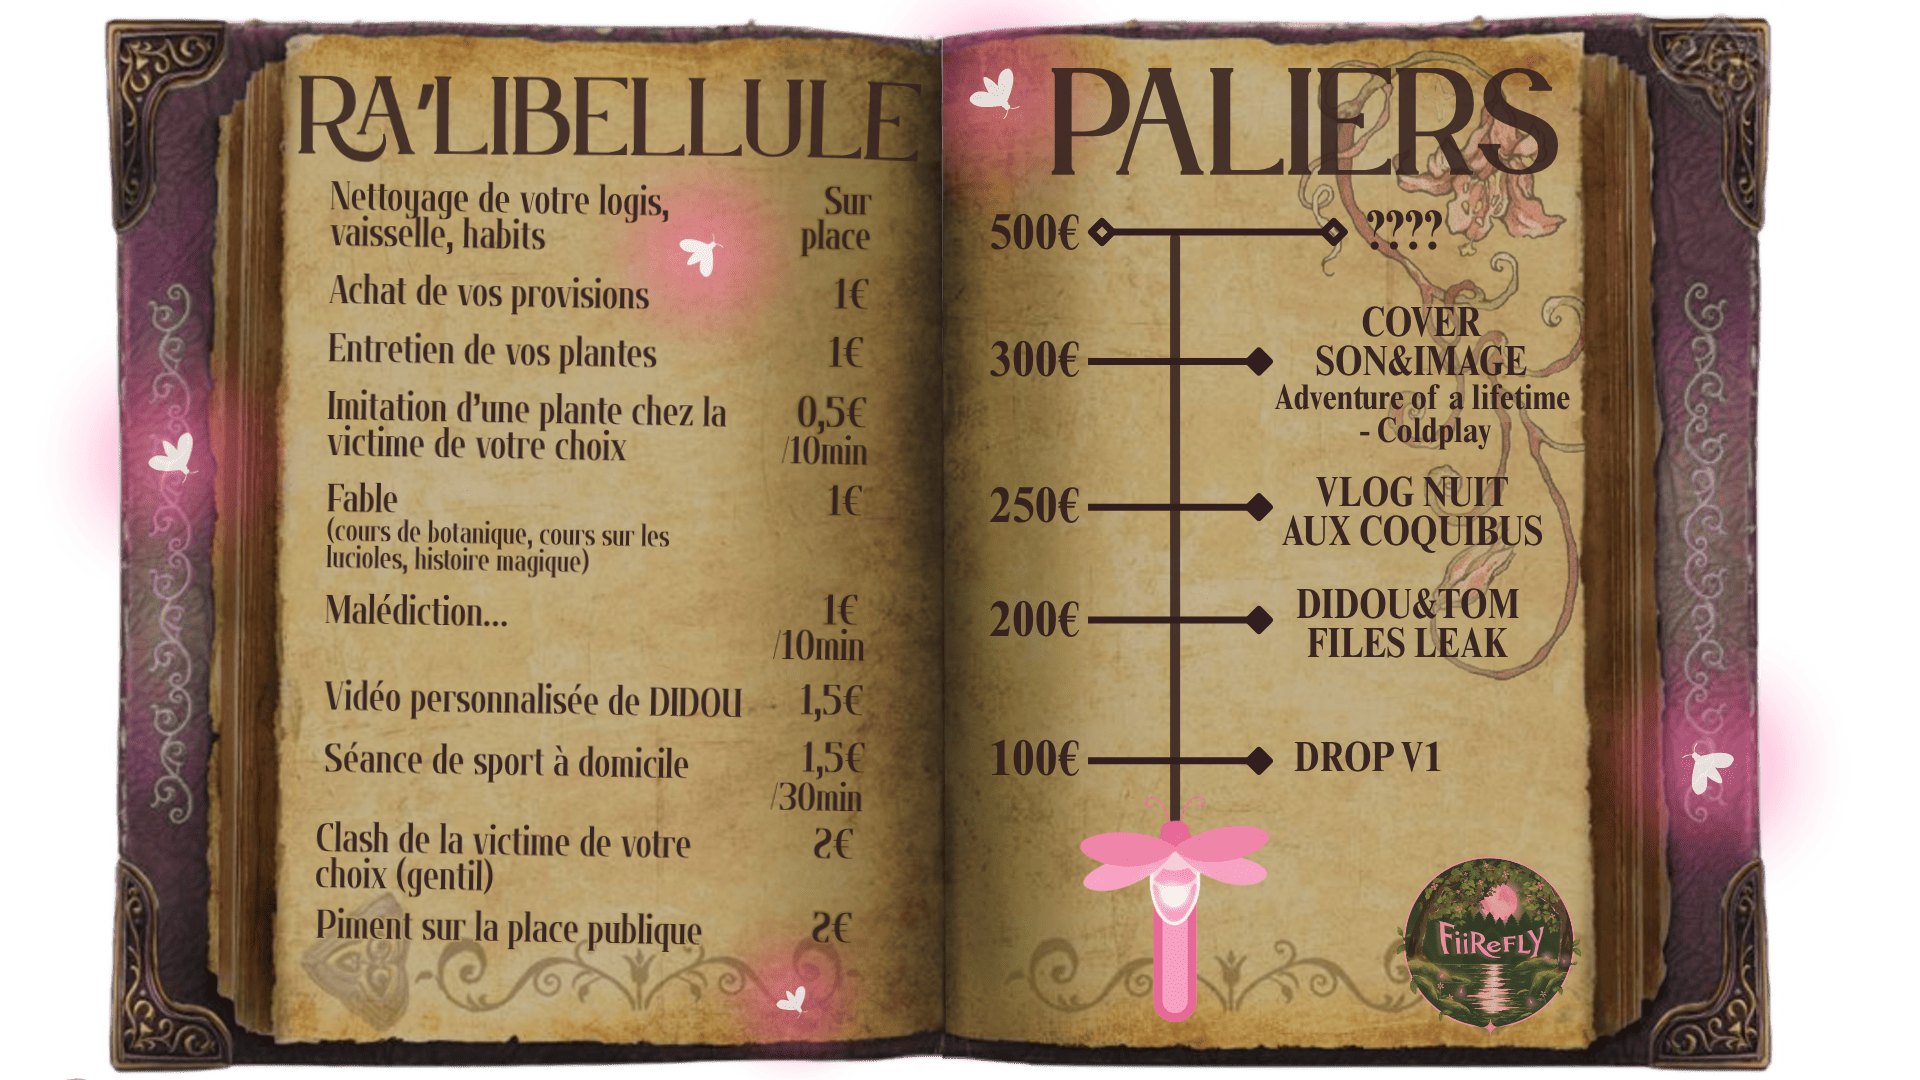 RA'LIBELLULE
Nettoyage de votre logis,
vaisselle, habits
Sur
place
Achat de vos provisions
1€
Entretien de vos plantes
1€
Imitation d'une plante chez la
victime de votre choix
0,5€
/10min
Fable
1€
(cours de botanique, cours sur les
lucioles, histoire magique)
Malédiction...
1€
/10min
Vidéo personnalisée de DIDOU
1,5€
Séance de sport à domicile
1,5€
/30min
Clash de la victime de votre
choix (gentil)
2€
Piment sur la place publique
2€
PALIERS
500€
????
300€
COVER
SON&IMAGE
Adventure of a lifetime
- Coldplay
250€
VLOG NUIT
AUX COQUIBUS
200€
DIDOU&TOM
FILES LEAK
100€
DROP V1
FiiReFLY